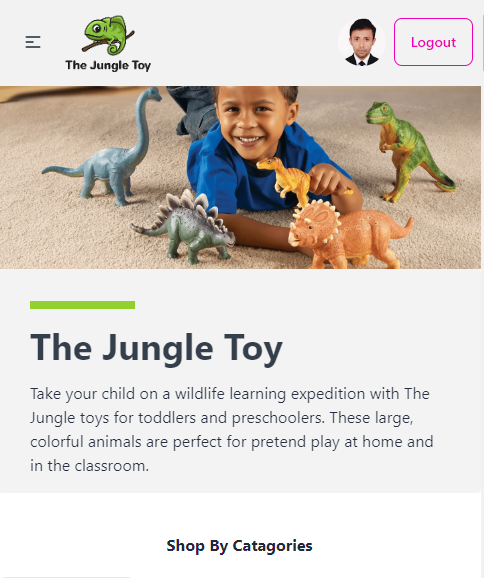 The Jungle Toy
Logout
The Jungle Toy
Take your child on a wildlife learning expedition with The
Jungle toys for toddlers and preschoolers. These large,
colorful animals are perfect for pretend play at home and
in the classroom.
Shop By Catagories